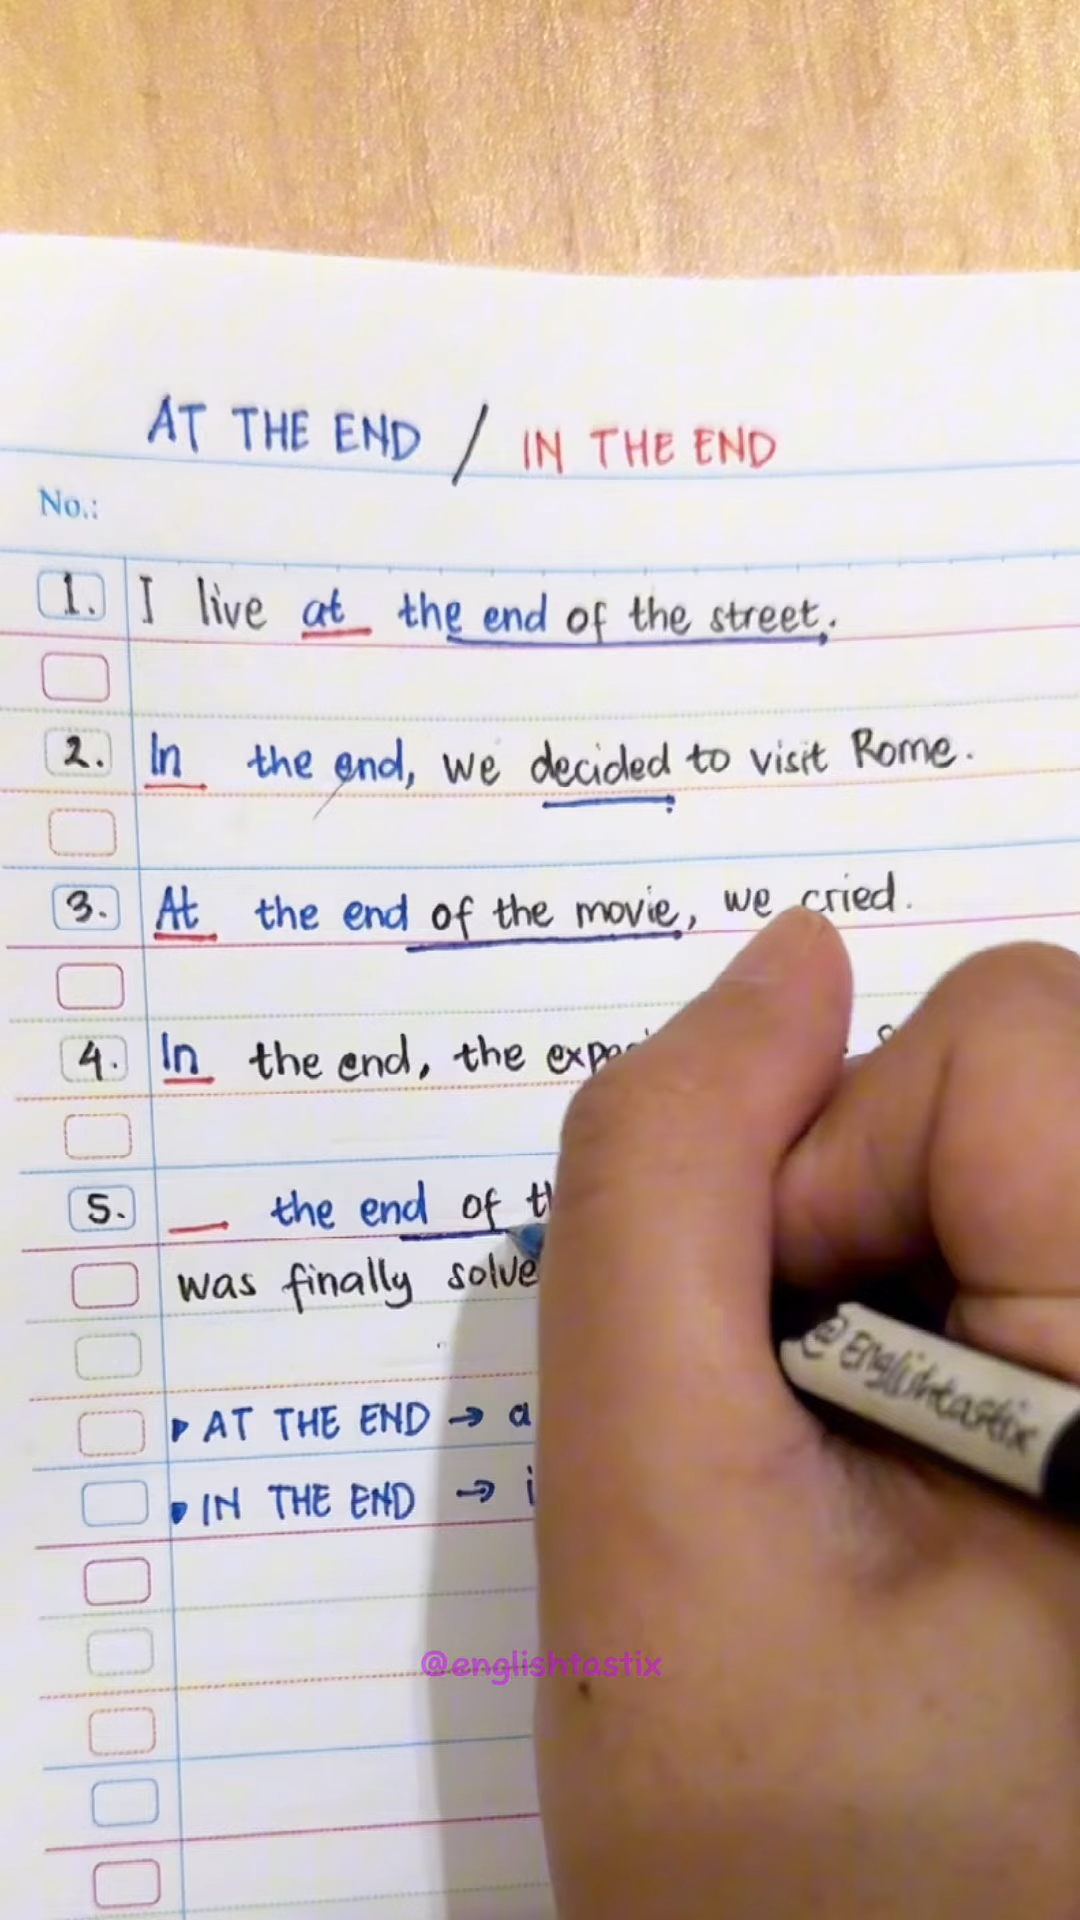 AT THE END / IN THE END
No.:
1. I live at the end of the street.
2. In the end, we decided to visit Rome.
3. At the end of the movie, we cried.
4. In the end, the
5. __ the end of
was finally
▸ AT THE END →
▸ IN THE END →
@Englishtastix
@englishtastix